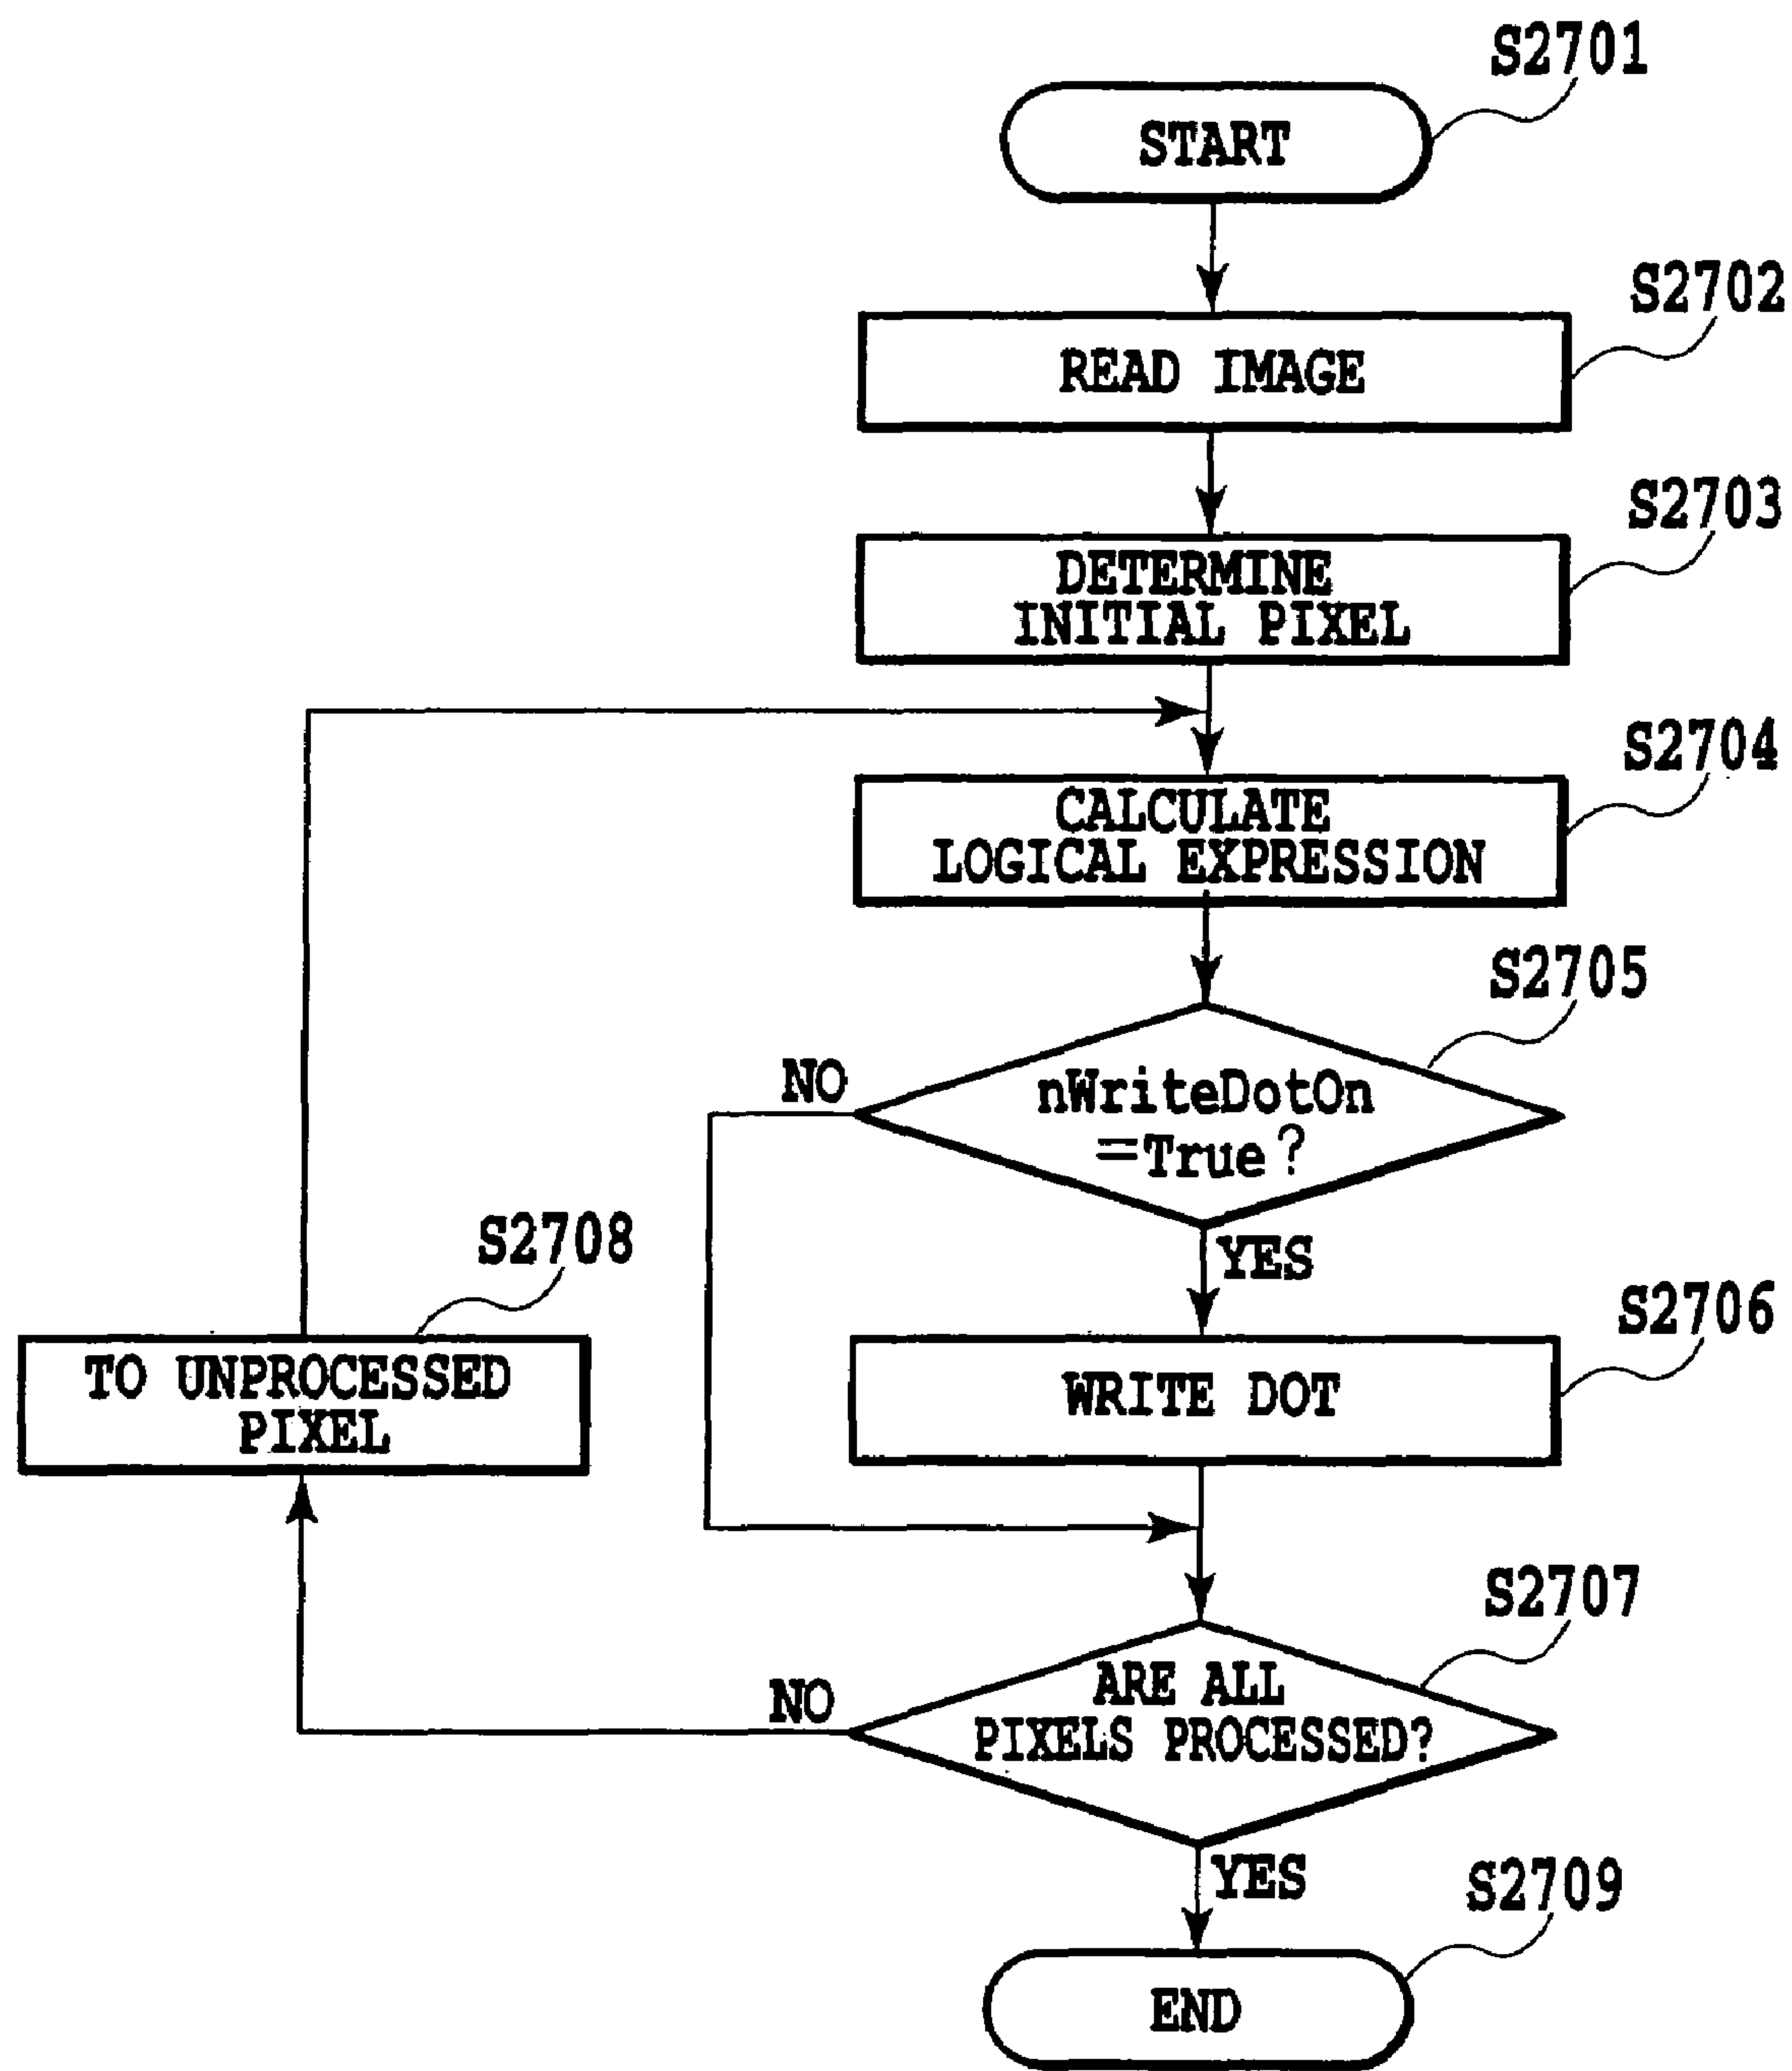 S2701
START
S2702
READ IMAGE
S2703
DETERMINE
INITIAL PIXEL
S2704
CALCULATE
LOGICAL EXPRESSION
S2705
NO
nWriteDotOn
=True?
YES
S2708
TO UNPROCESSED
PIXEL
S2706
WRITE DOT
S2707
NO
ARE ALL
PIXELS PROCESSED?
YES
S2709
END